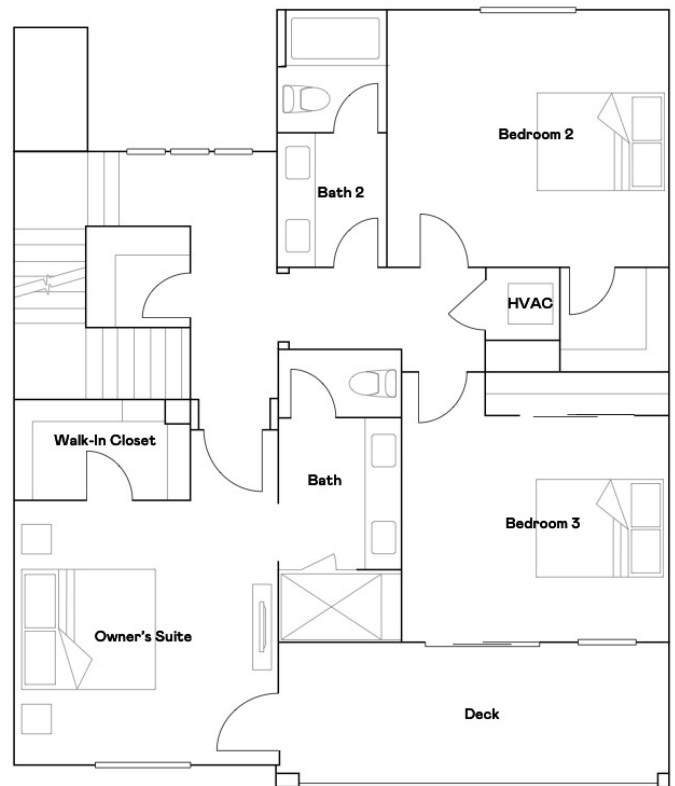 Bedroom 2
Bath 2
HVAC
Walk-In Closet
Bath
Bedroom 3
Owner's Suite
Deck